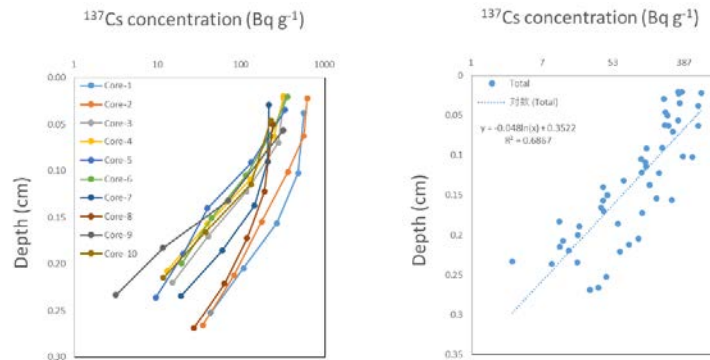 ¹³⁷Cs concentration (Bq g⁻¹)
1 10 100 1000
0.00
0.05
0.10
0.15
0.20
0.25
0.30
Depth (cm)
Core-1
Core-2
Core-3
Core-4
Core-5
Core-6
Core-7
Core-8
Core-9
Core-10
¹³⁷Cs concentration (Bq g⁻¹)
1 7 53 387
0
0.05
0.1
0.15
0.2
0.25
0.3
0.35
Depth (cm)
Total
対数 (Total)
y = -0.048ln(x) + 0.3522
R² = 0.6867